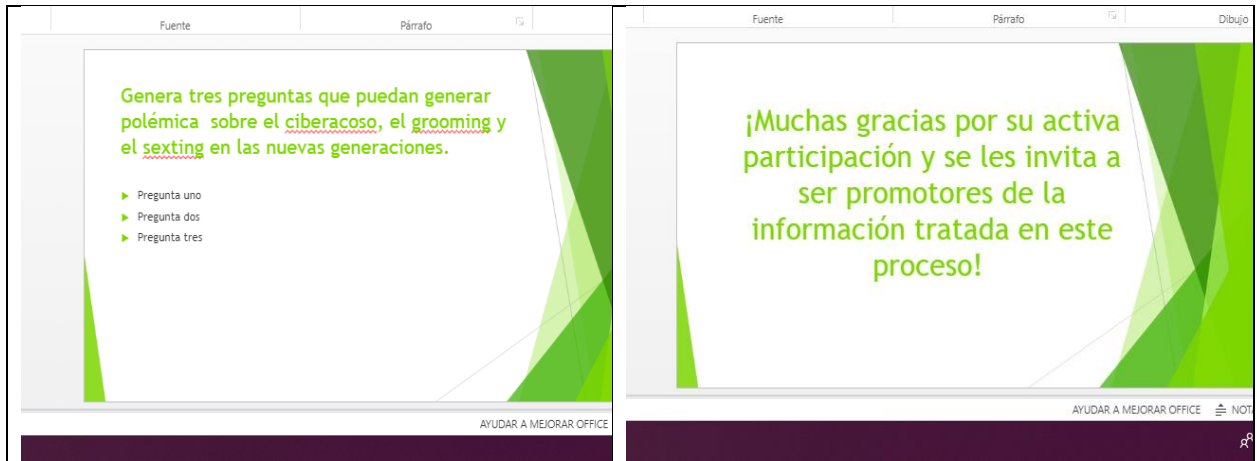 Fuente
Párrafo
Genera tres preguntas que puedan generar
polémica  sobre el ciberacoso, el grooming y
el sexting en las nuevas generaciones.
Pregunta uno
Pregunta dos
Pregunta tres
AYUDAR A MEJORAR OFFICE
Fuente
Párrafo
Dibujo
¡Muchas gracias por su activa
participación y se les invita a
ser promotores de la
información tratada en este
proceso!
AYUDAR A MEJORAR OFFICE